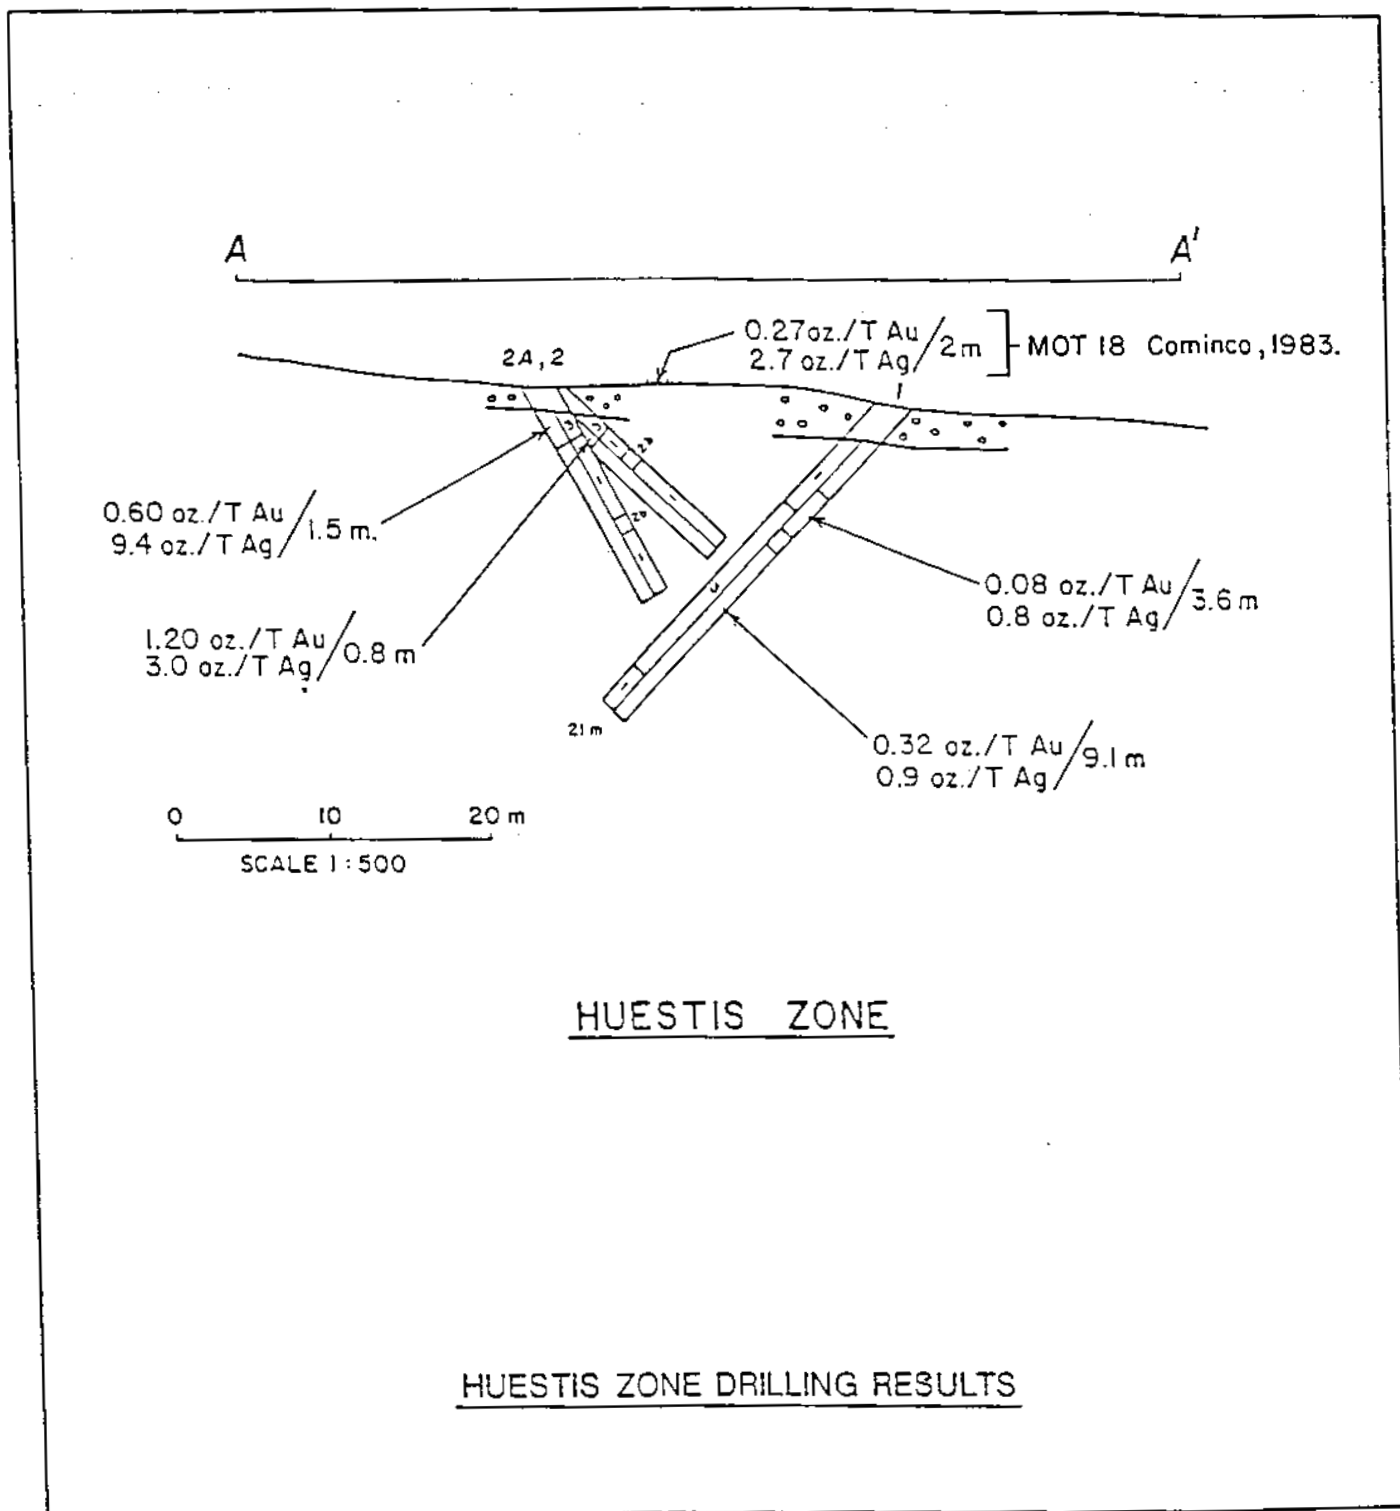 A
A'
0.27oz./T Au
2.7 oz./T Ag / 2m
MOT 18 Cominco, 1983.
2A, 2
1
0.60 oz./T Au
9.4 oz./T Ag / 1.5 m.
1.20 oz./T Au
3.0 oz./T Ag / 0.8 m
0.08 oz./T Au
0.8 oz./T Ag / 3.6 m
21 m
0.32 oz./T Au
0.9 oz./T Ag / 9.1 m
0 10 20 m
SCALE 1:500
HUESTIS ZONE
HUESTIS ZONE DRILLING RESULTS